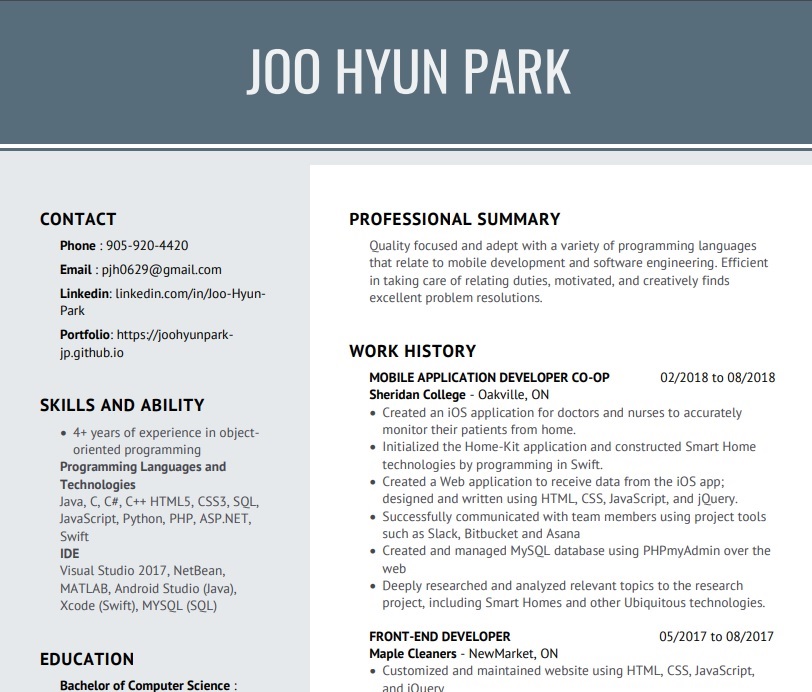 JOO HYUN PARK
CONTACT
Phone : 905-920-4420
Email : pjh0629@gmail.com
Linkedin: linkedin.com/in/Joo-Hyun-
Park
Portfolio: https://joohyunpark-
jp.github.io
SKILLS AND ABILITY
• 4+ years of experience in object-
oriented programming
Programming Languages and
Technologies
Java, C, C#, C++ HTML5, CSS3, SQL,
JavaScript, Python, PHP, ASP.NET,
Swift
IDE
Visual Studio 2017, NetBean,
MATLAB, Android Studio (Java),
Xcode (Swift), MYSQL (SQL)
EDUCATION
Bachelor of Computer Science :
PROFESSIONAL SUMMARY
Quality focused and adept with a variety of programming languages
that relate to mobile development and software engineering. Efficient
in taking care of relating duties, motivated, and creatively finds
excellent problem resolutions.
WORK HISTORY
MOBILE APPLICATION DEVELOPER CO-OP 02/2018 to 08/2018
Sheridan College - Oakville, ON
• Created an iOS application for doctors and nurses to accurately
monitor their patients from home.
• Initialized the Home-Kit application and constructed Smart Home
technologies by programming in Swift.
• Created a Web application to receive data from the iOS app;
designed and written using HTML, CSS, JavaScript, and jQuery.
• Successfully communicated with team members using project tools
such as Slack, Bitbucket and Asana
• Created and managed MySQL database using PHPmyAdmin over the
web
• Deeply researched and analyzed relevant topics to the research
project, including Smart Homes and other Ubiquitous technologies.
FRONT-END DEVELOPER 05/2017 to 08/2017
Maple Cleaners - NewMarket, ON
• Customized and maintained website using HTML, CSS, JavaScript,
and jQuery